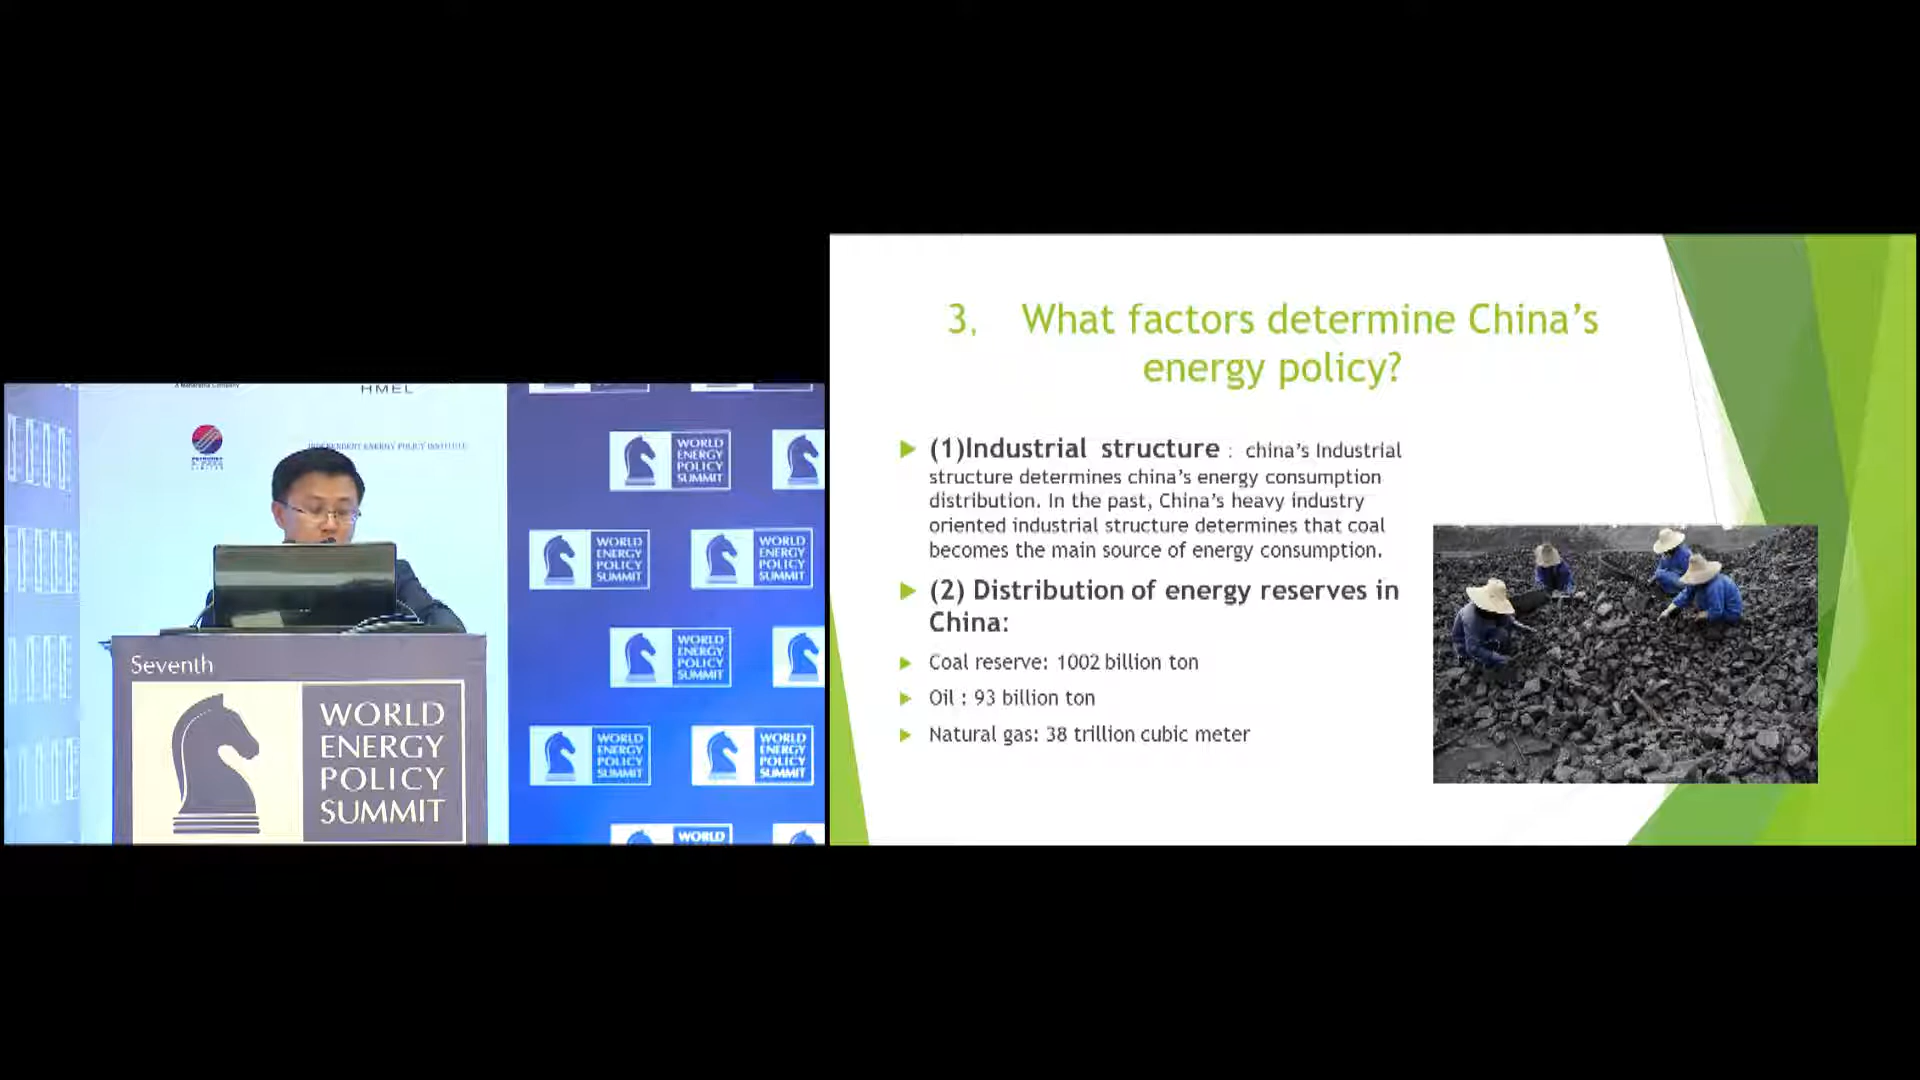 HMEL
INDEPENDENT ENERGY POLICY INSTITUTE
WORLD
ENERGY
POLICY
SUMMIT
WORLD
ENERGY
POLICY
SUMMIT
WORLD
ENERGY
POLICY
SUMMIT
WORLD
ENERGY
POLICY
SUMMIT
WORLD
ENERGY
POLICY
SUMMIT
WORLD
ENERGY
POLICY
SUMMIT
WORLD
Seventh
WORLD
ENERGY
POLICY
SUMMIT
3. What factors determine China’s
energy policy?
(1)Industrial structure : china’s Industrial
structure determines china’s energy consumption
distribution. In the past, China’s heavy industry
oriented industrial structure determines that coal
becomes the main source of energy consumption.
(2) Distribution of energy reserves in
China:
Coal reserve: 1002 billion ton
Oil : 93 billion ton
Natural gas: 38 trillion cubic meter